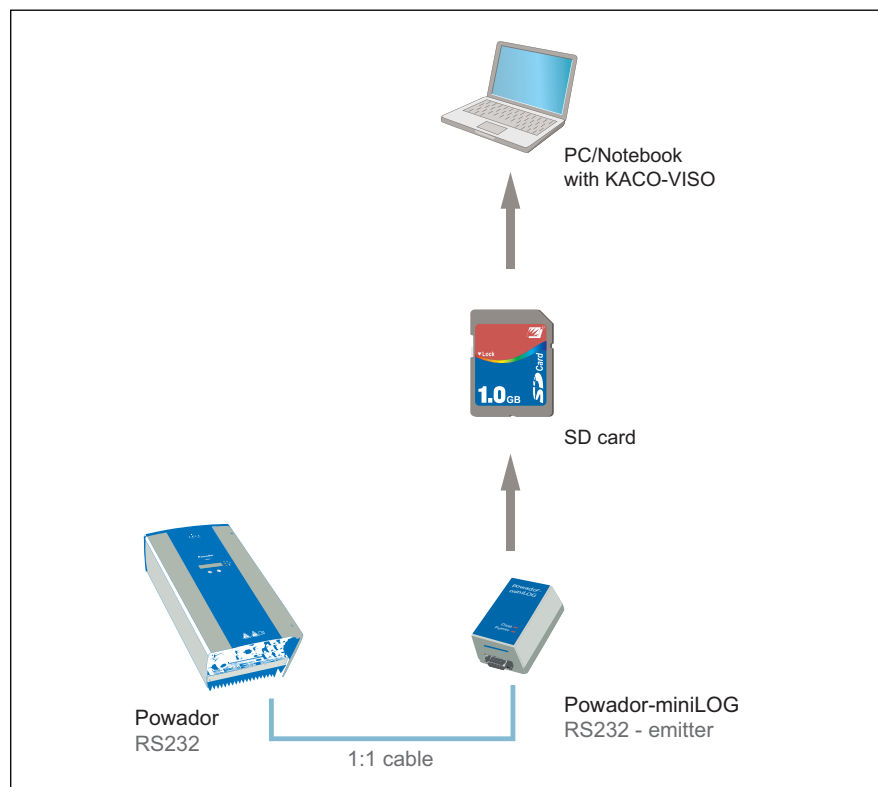 PC/Notebook
with KACO-VISO
▼Lock
1.0GB
SD Card
SD card
powador-
miniLOG
Powador
RS232
Powador-miniLOG
RS232 - emitter
1:1 cable